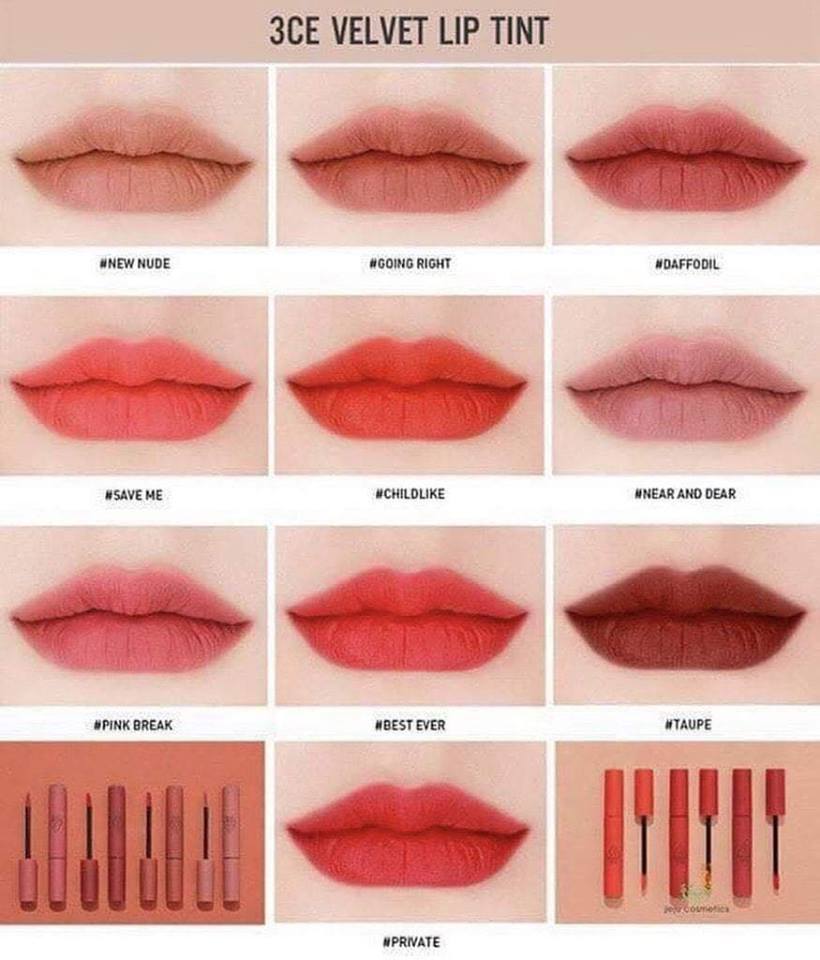 3CE VELVET LIP TINT
#NEW NUDE
#GOING RIGHT
#DAFFODIL
#SAVE ME
#CHILDLIKE
#NEAR AND DEAR
#PINK BREAK
#BEST EVER
#TAUPE
jeju cosmetics
#PRIVATE